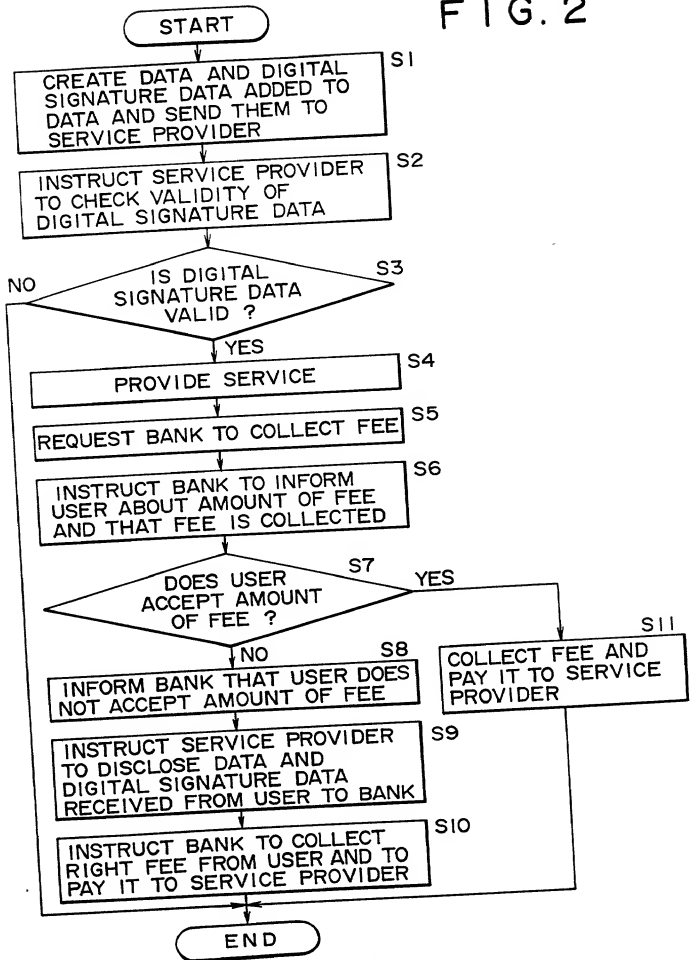 FIG. 2
START
S1
CREATE DATA AND DIGITAL
SIGNATURE DATA ADDED TO
DATA AND SEND THEM TO
SERVICE PROVIDER
S2
INSTRUCT SERVICE PROVIDER
TO CHECK VALIDITY OF
DIGITAL SIGNATURE DATA
S3
NO
IS DIGITAL
SIGNATURE DATA
VALID ?
YES
S4
PROVIDE SERVICE
S5
REQUEST BANK TO COLLECT FEE
S6
INSTRUCT BANK TO INFORM
USER ABOUT AMOUNT OF FEE
AND THAT FEE IS COLLECTED
S7
DOES USER
ACCEPT AMOUNT
OF FEE ?
YES
NO
S8
INFORM BANK THAT USER DOES
NOT ACCEPT AMOUNT OF FEE
S11
COLLECT FEE AND
PAY IT TO SERVICE
PROVIDER
S9
INSTRUCT SERVICE PROVIDER
TO DISCLOSE DATA AND
DIGITAL SIGNATURE DATA
RECEIVED FROM USER TO BANK
S10
INSTRUCT BANK TO COLLECT
RIGHT FEE FROM USER AND TO
PAY IT TO SERVICE PROVIDER
END